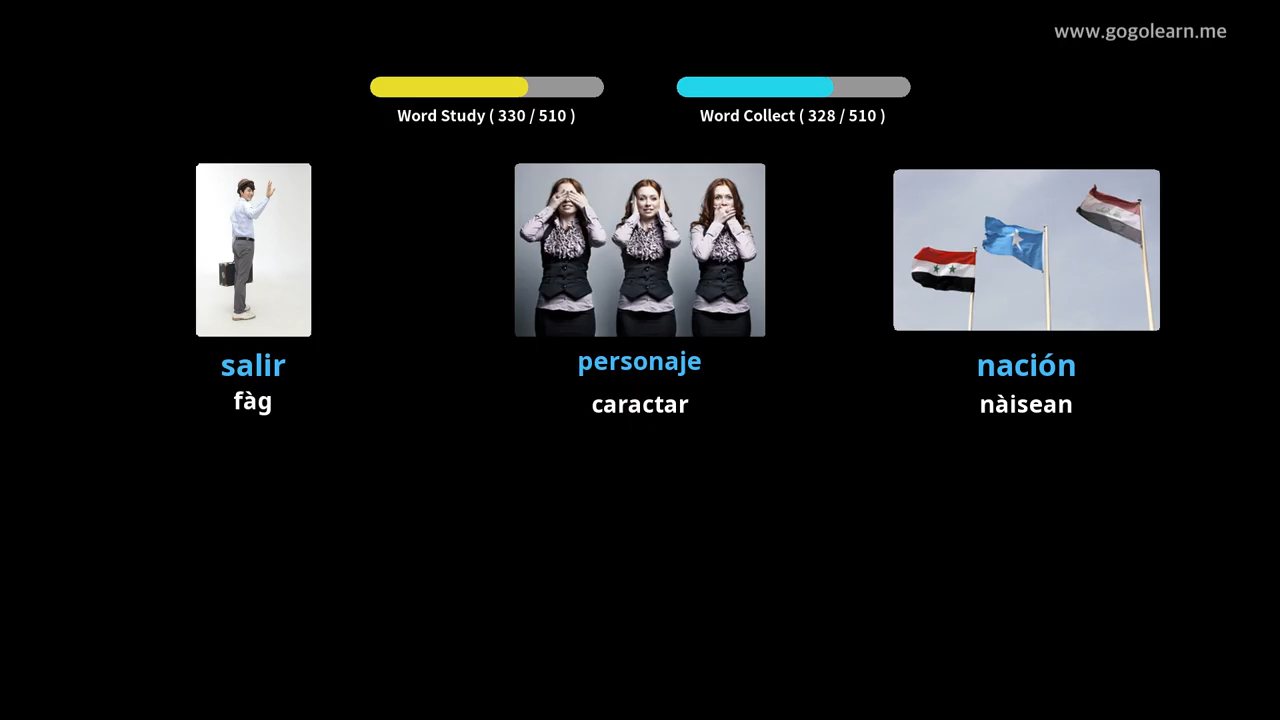 www.gogolearn.me
Word Study ( 330 / 510 )
Word Collect ( 328 / 510 )
salir
fàg
personaje
caractar
nación
nàisean